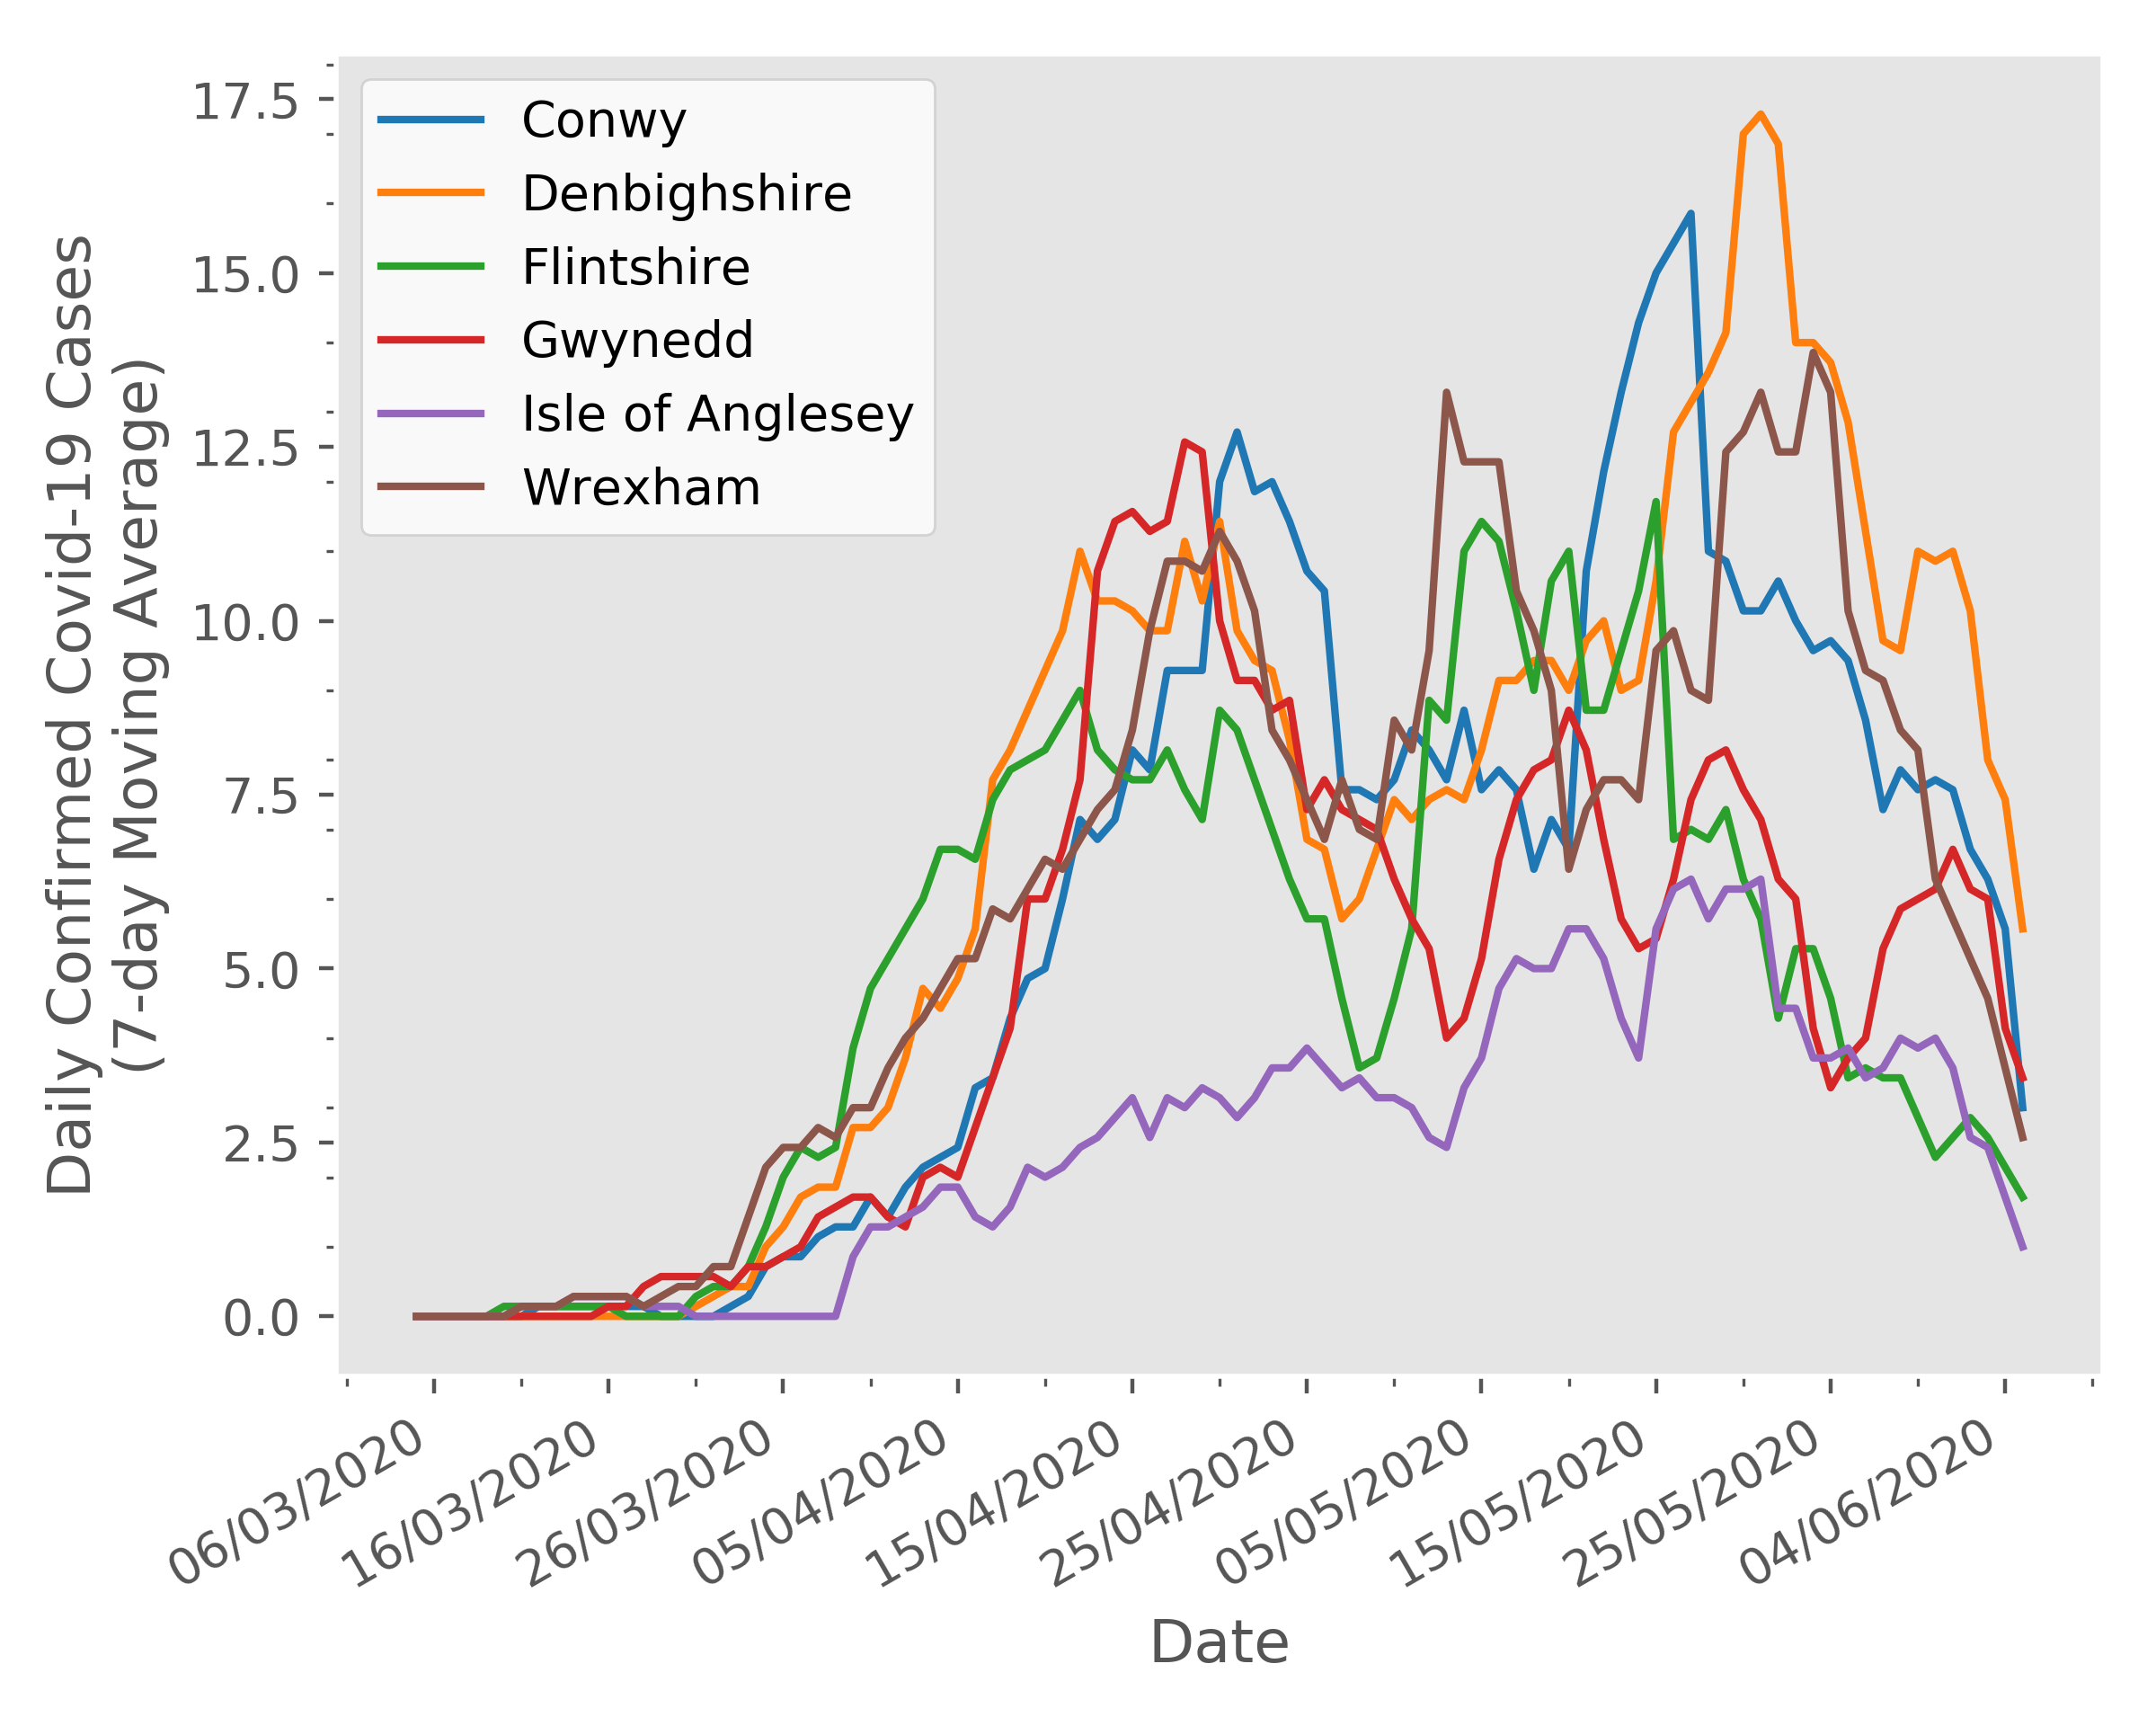 Daily Confirmed Covid-19 Cases
(7-day Moving Average)
17.5
15.0
12.5
10.0
7.5
5.0
2.5
0.0
Conwy
Denbighshire
Flintshire
Gwynedd
Isle of Anglesey
Wrexham
06/03/2020
16/03/2020
26/03/2020
05/04/2020
15/04/2020
25/04/2020
05/05/2020
15/05/2020
25/05/2020
04/06/2020
Date